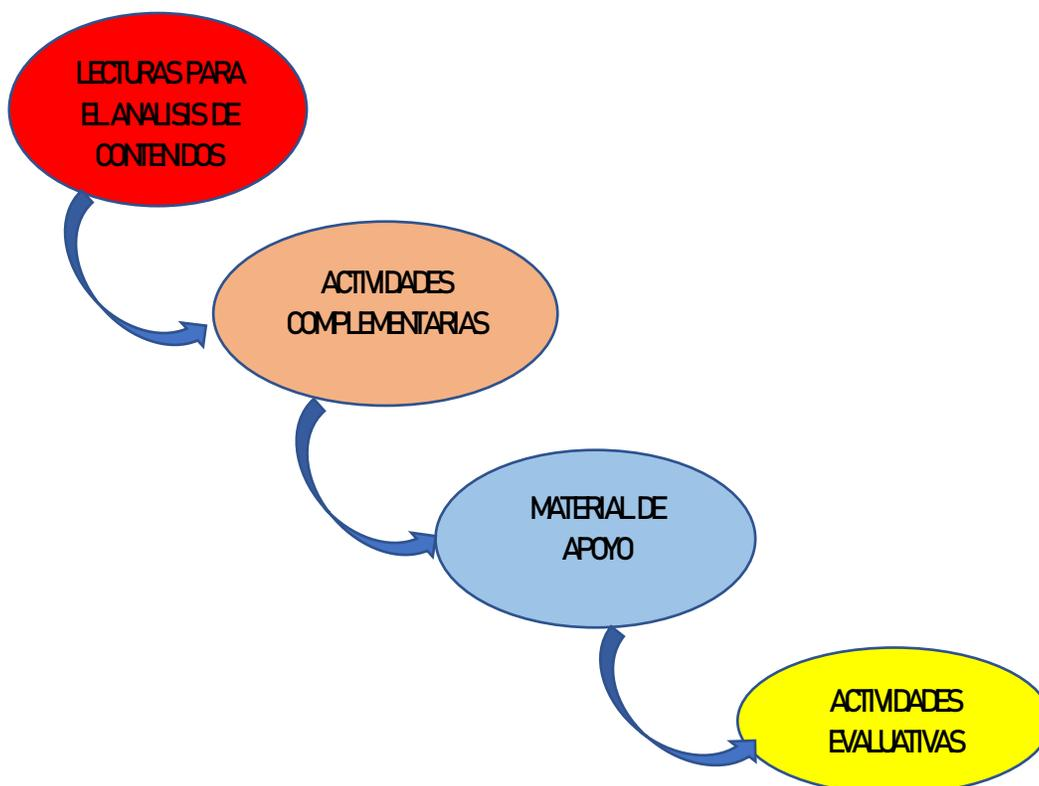 LECTURAS PARA
EL ANALISIS DE
CONTENIDOS
ACTIVIDADES
COMPLEMENTARIAS
MATERIAL DE
APOYO
ACTIVIDADES
EVALUATIVAS